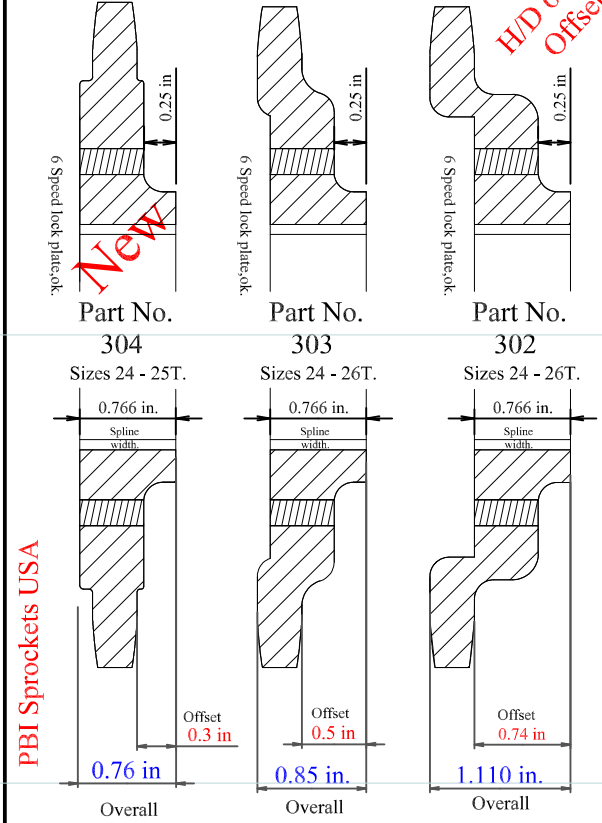 H/D
Offset
0.25 in
0.25 in
0.25 in
6 Speed lock plate,ok.
6 Speed lock plate,ok.
6 Speed lock plate,ok.
New
Part No.
304
Sizes 24 - 25T.
Part No.
303
Sizes 24 - 26T.
Part No.
302
Sizes 24 - 26T.
0.766 in.
Spline
width.
0.766 in.
Spline
width.
0.766 in.
Spline
width.
PBI Sprockets USA
Offset
0.3 in
Offset
0.5 in
Offset
0.74 in
0.76 in
0.85 in.
1.110 in.
Overall
Overall
Overall